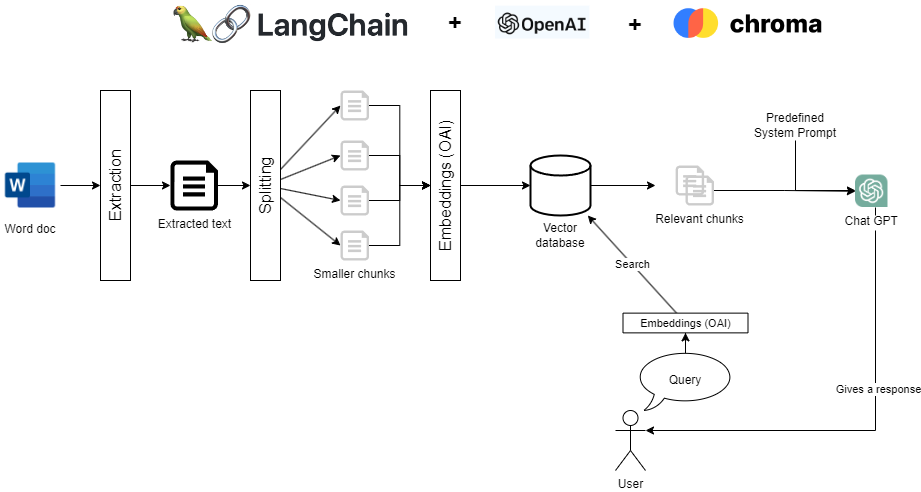 LangChain + OpenAI + chroma
Predefined
System Prompt
W
Extraction
Splitting
Embeddings (OAI)
Word doc
Extracted text
Smaller chunks
Vector
database
Relevant chunks
Chat GPT
Search
Embeddings (OAI)
Query
Gives a response
User